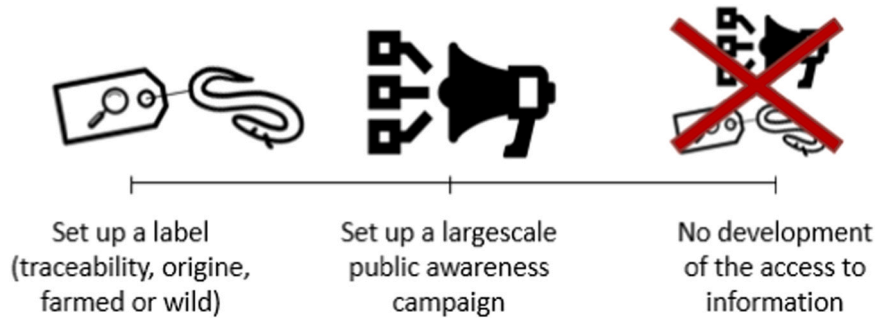 Set up a label
(traceability, origine,
farmed or wild)
Set up a largescale
public awareness
campaign
No development
of the access to
information